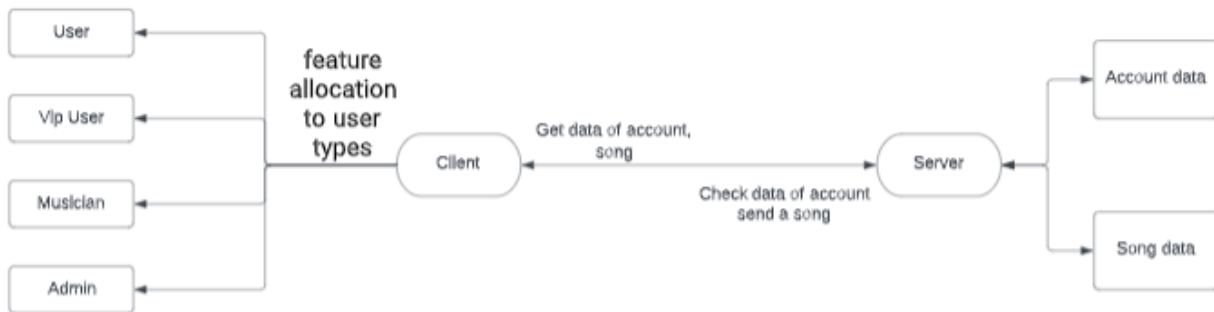 User
Vip User
Musician
Admin
feature
allocation
to user
types
Client
Get data of account,
song
Check data of account
send a song
Server
Account data
Song data